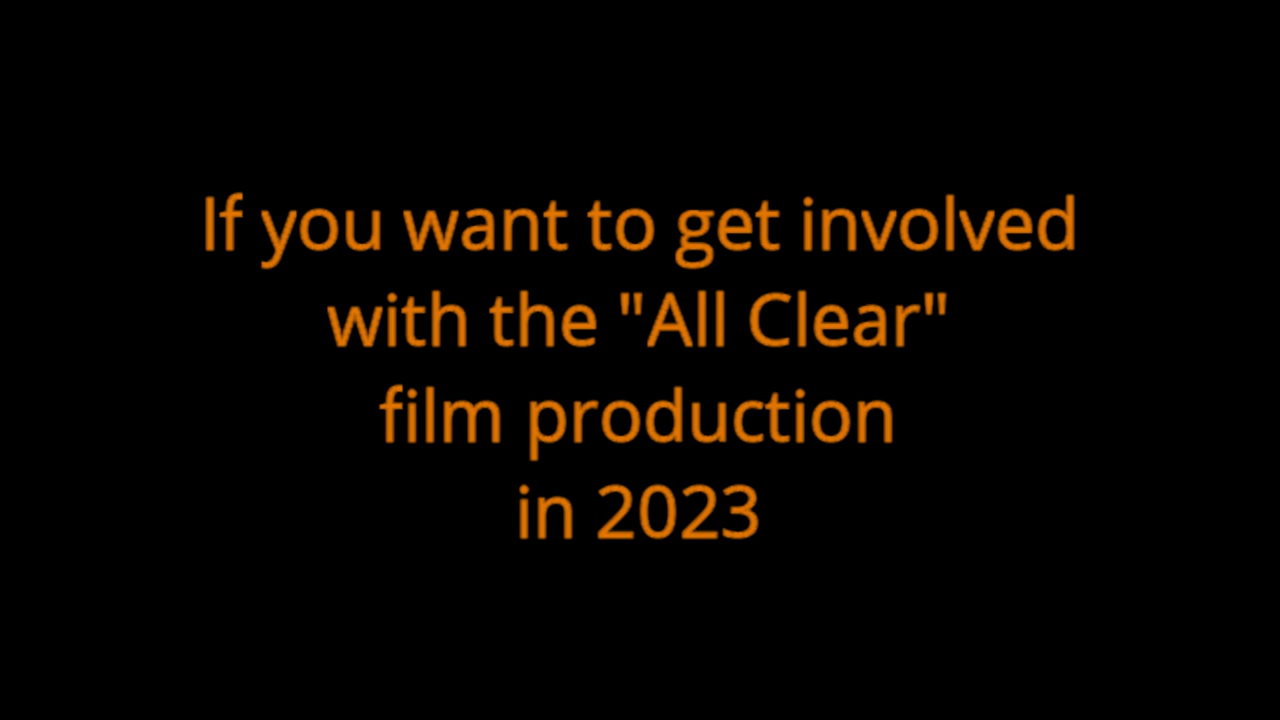 If you want to get involved
with the "All Clear"
film production
in 2023